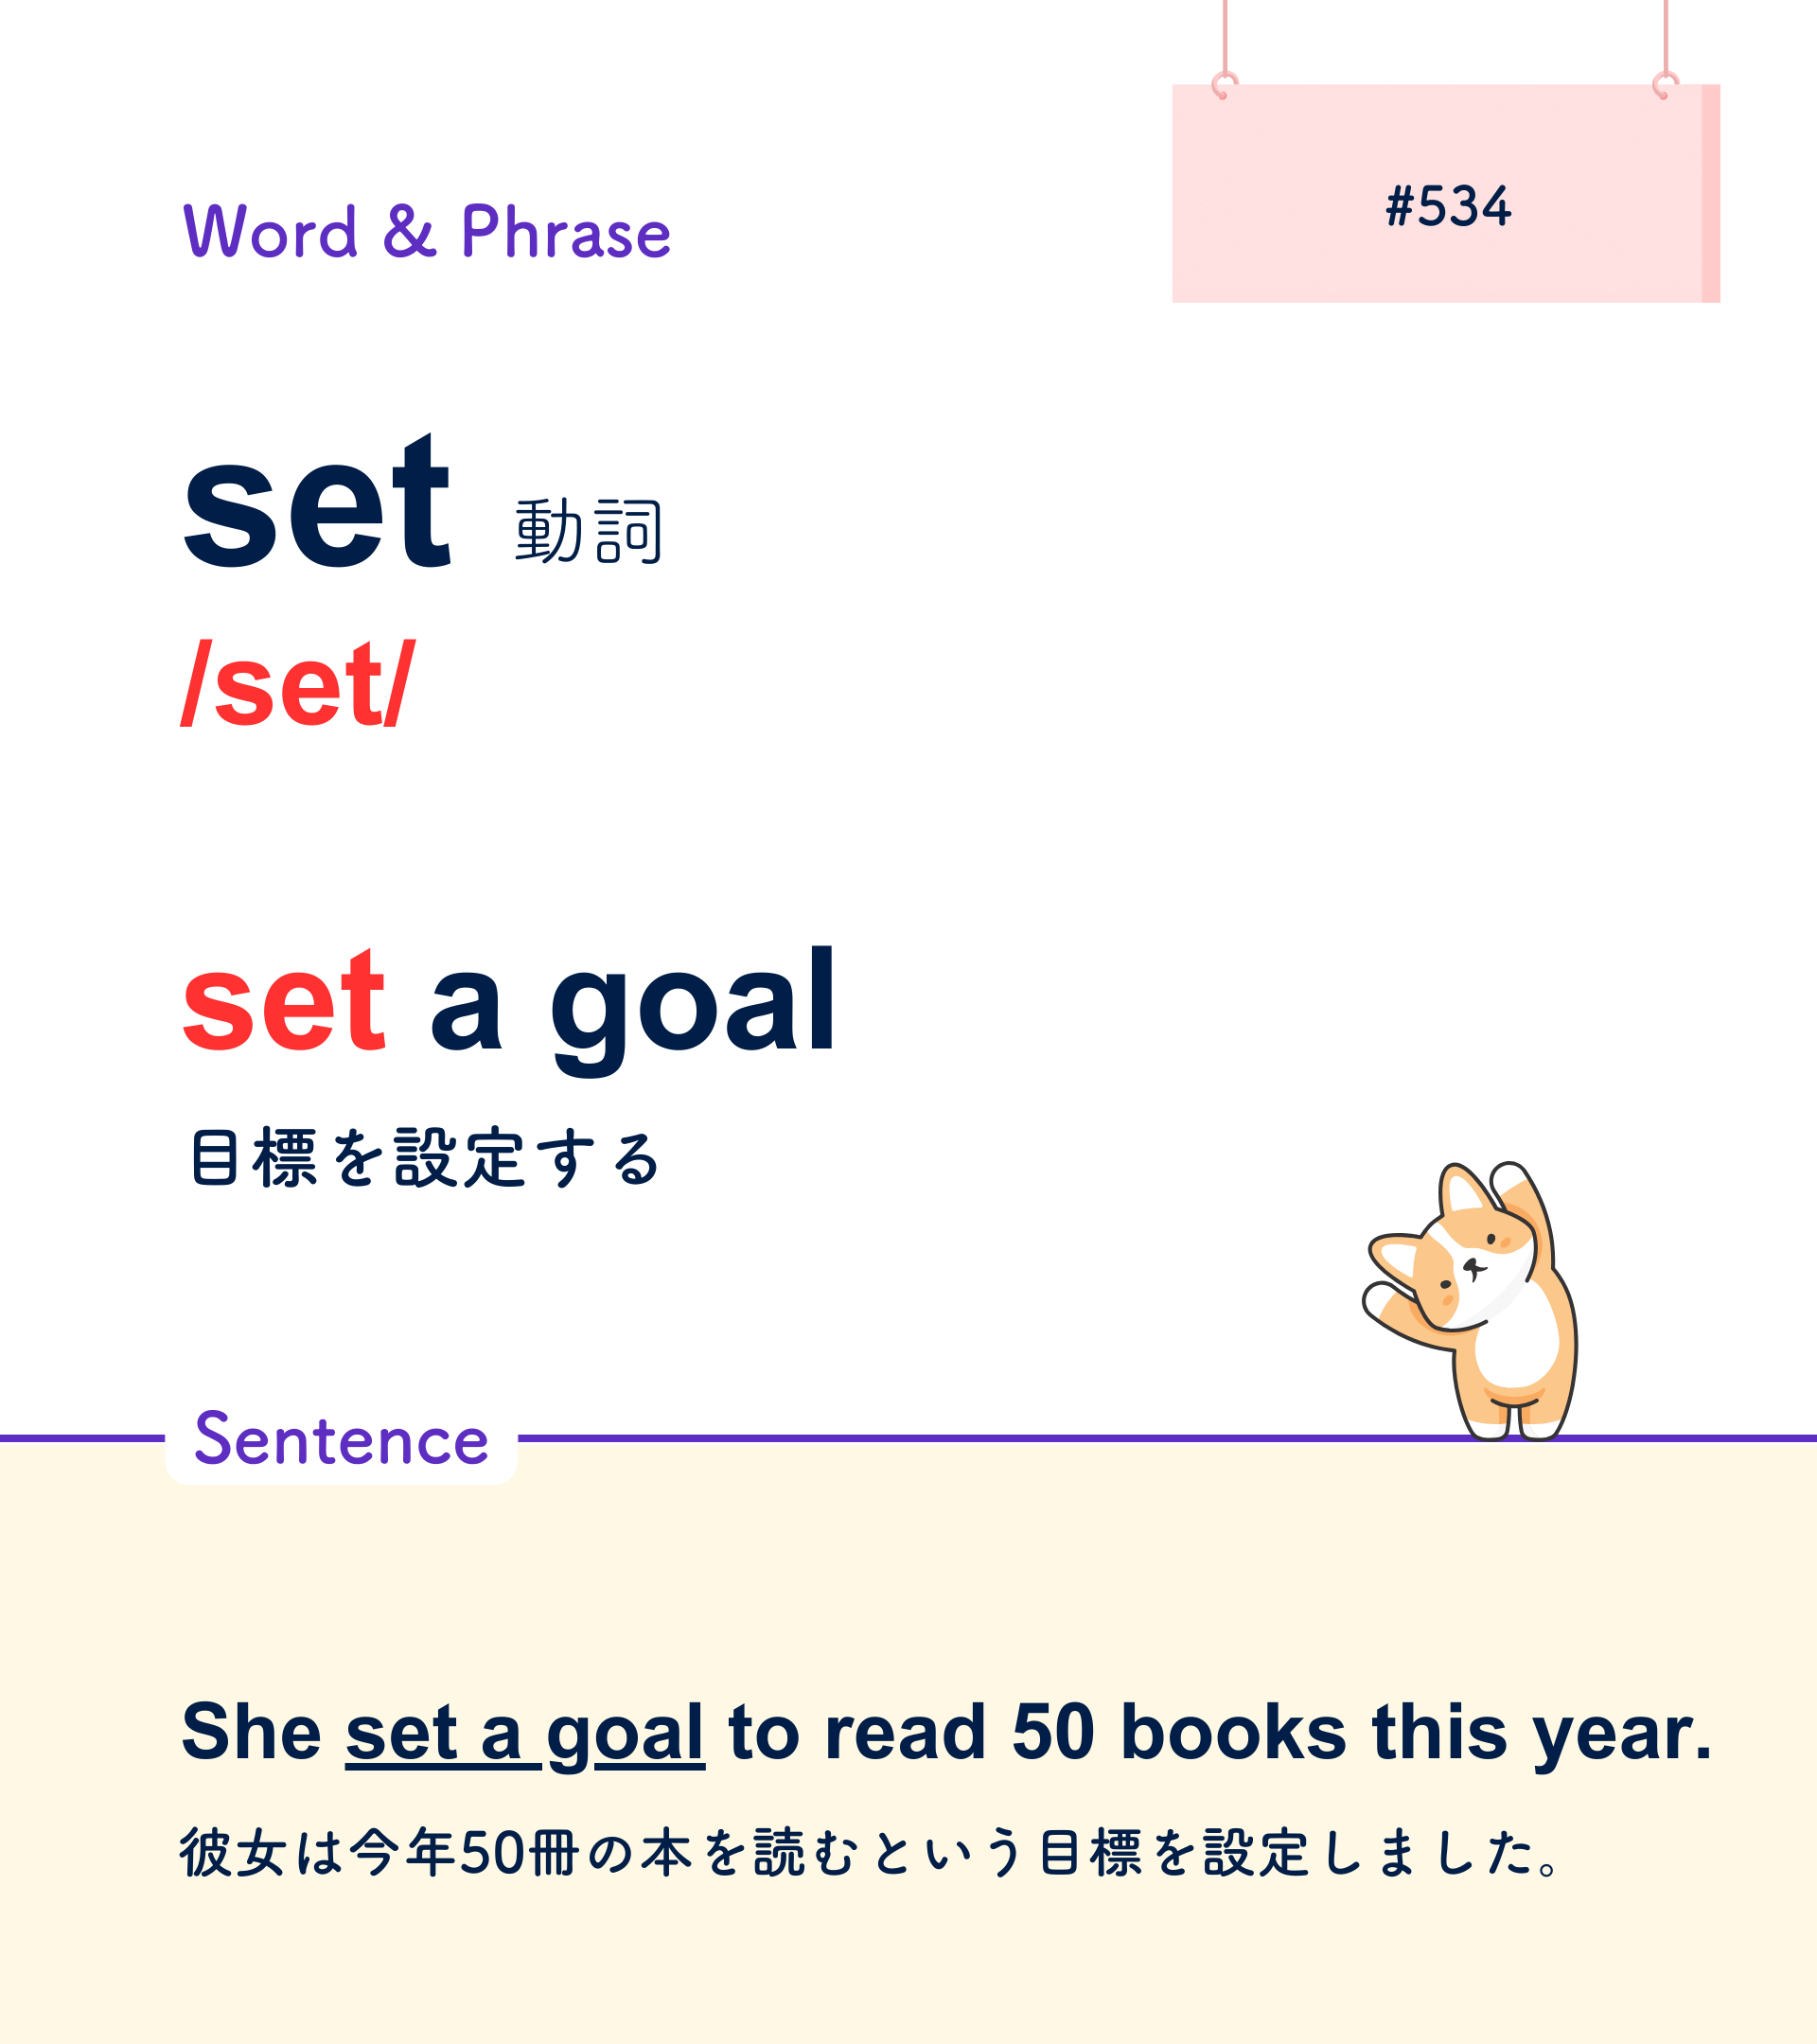 #534
Word & Phrase
set 動詞
/set/
set a goal
目標を設定する
Sentence
She set a goal to read 50 books this year.
彼女は今年50冊の本を読むという目標を設定しました。